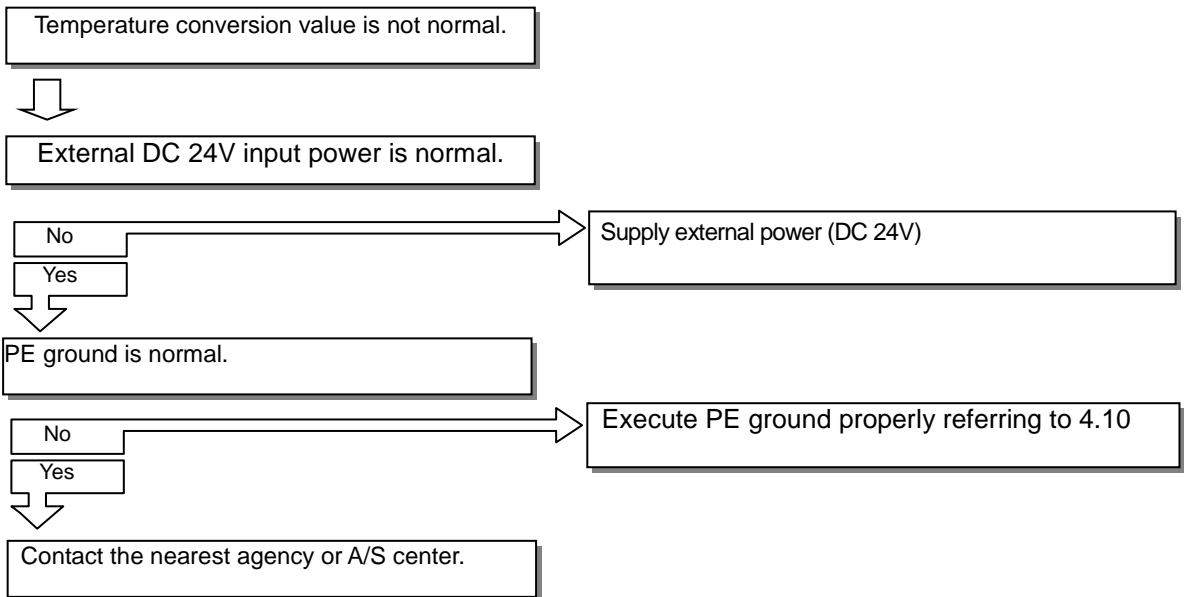 Temperature conversion value is not normal.
External DC 24V input power is normal.
No
Supply external power (DC 24V)
Yes
PE ground is normal.
No
Execute PE ground properly referring to 4.10
Yes
Contact the nearest agency or A/S center.